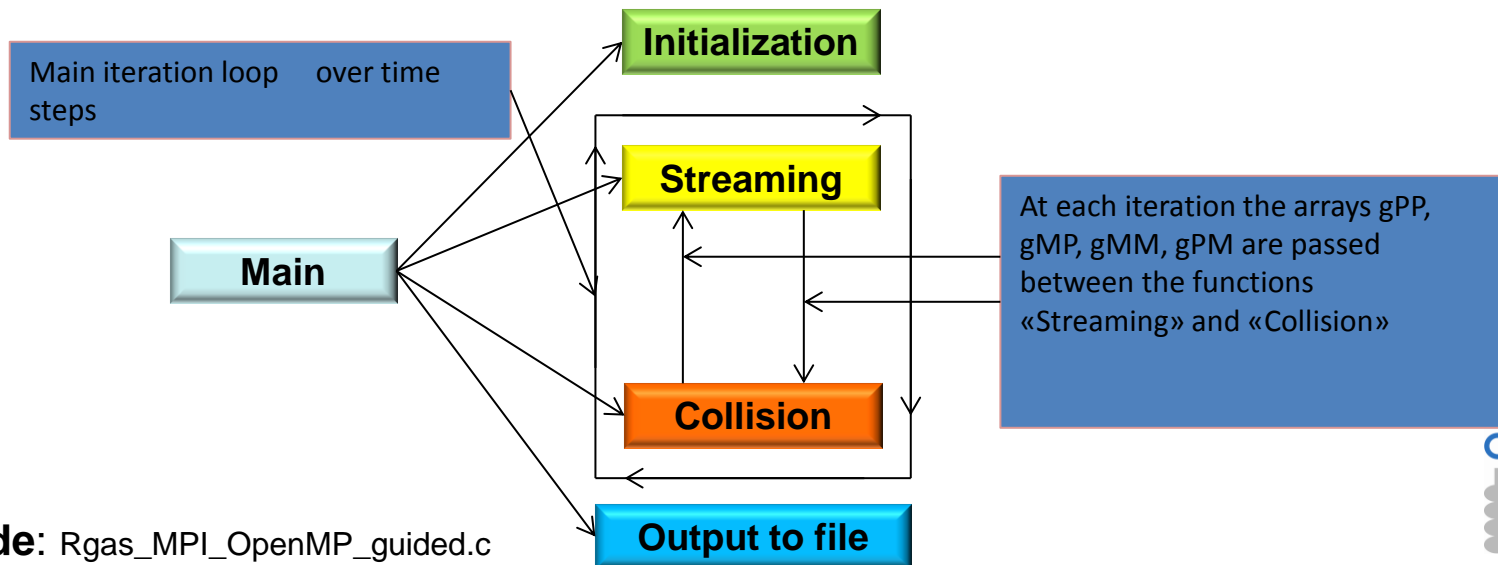 Initialization
Main iteration loop over time
steps
Streaming
At each iteration the arrays gPP,
gMP, gMM, gPM are passed
between the functions
«Streaming» and «Collision»
Main
Collision
Output to file
de: Rgas_MPI_OpenMP_guided.c